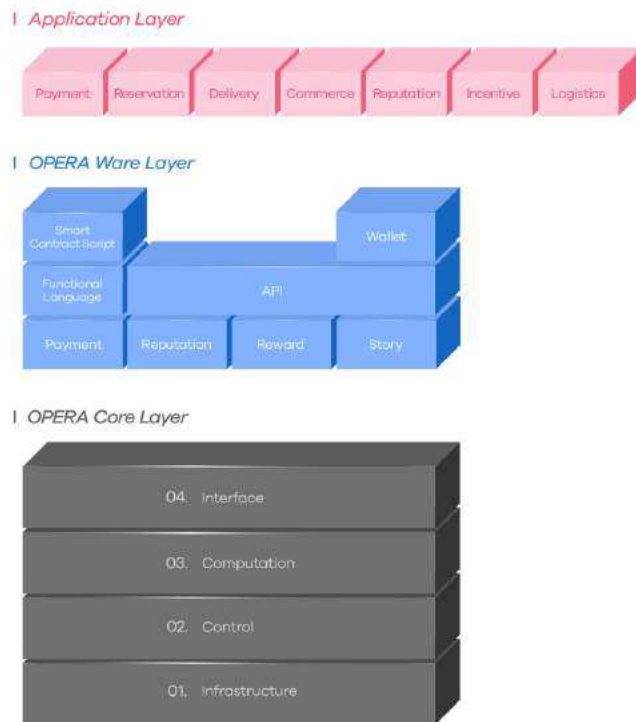 Application Layer
Payment Reservation Delivery Commerce Reputation Incentive Logistics
OPERA Ware Layer
Smart
Contract Script
Wallet
Functional
Language
API
Payment Reputation Reward Story
OPERA Core Layer
04. Interface
03. Computation
02. Control
01. Infrastructure